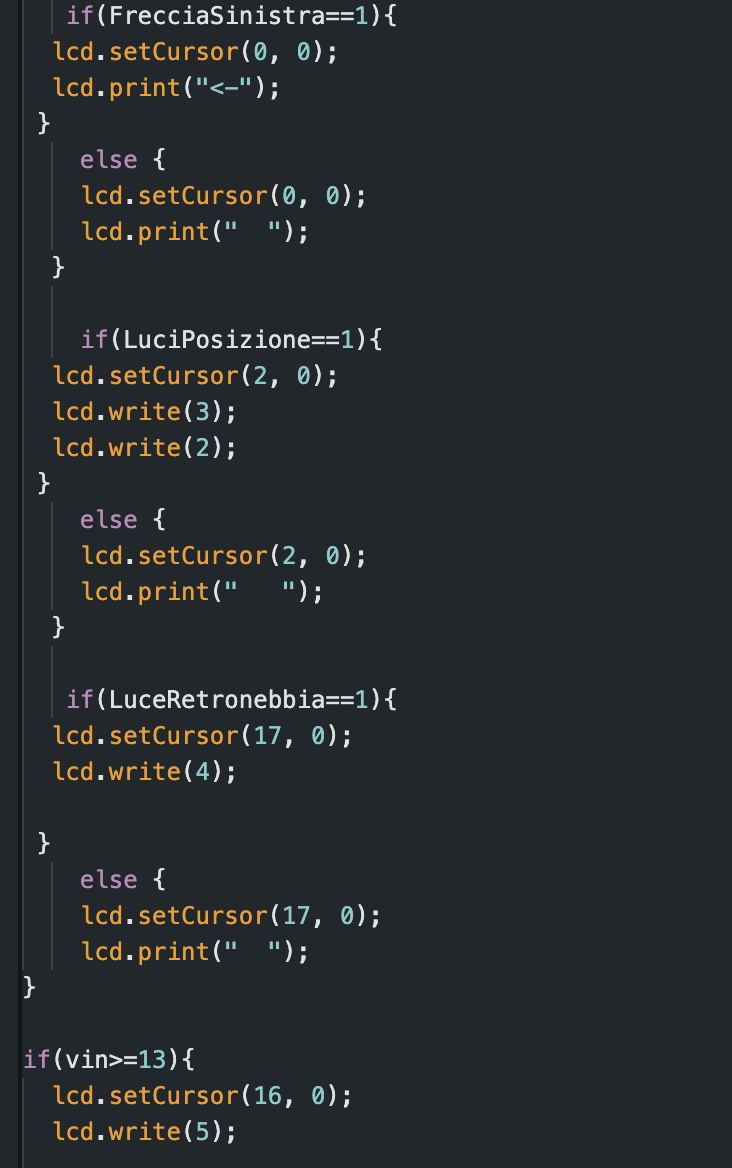 if(FrecciaSinistra==1){
lcd.setCursor(0, 0);
lcd.print("<-");
}
else {
lcd.setCursor(0, 0);
lcd.print("  ");
}
if(LuciPosizione==1){
lcd.setCursor(2, 0);
lcd.write(3);
lcd.write(2);
}
else {
lcd.setCursor(2, 0);
lcd.print("   ");
}
if(LuceRetronebbia==1){
lcd.setCursor(17, 0);
lcd.write(4);
}
else {
lcd.setCursor(17, 0);
lcd.print("  ");
}
if(vin>=13){
lcd.setCursor(16, 0);
lcd.write(5);